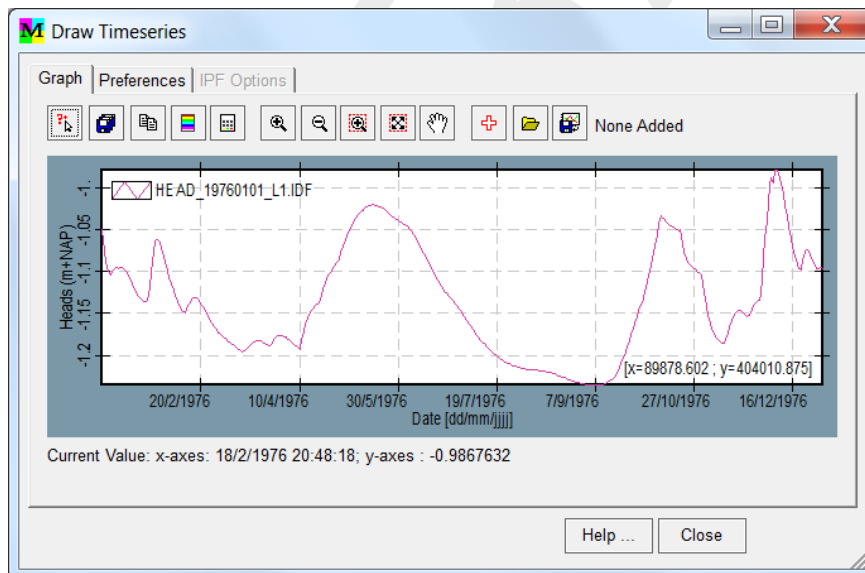 M Draw Timeseries
Graph Preferences IPF Options
None Added
HEAD_19760101_L1.IDF
Heads (m+NAP)
-1.
-1.05
-1.1
-1.15
-1.2
[x=89878.602 ; y=404010.875]
20/2/1976 10/4/1976 30/5/1976 19/7/1976 7/9/1976 27/10/1976 16/12/1976
Date [dd/mm/jjjj]
Current Value: x-axes: 18/2/1976 20:48:18; y-axes : -0.9867632
Help ... Close